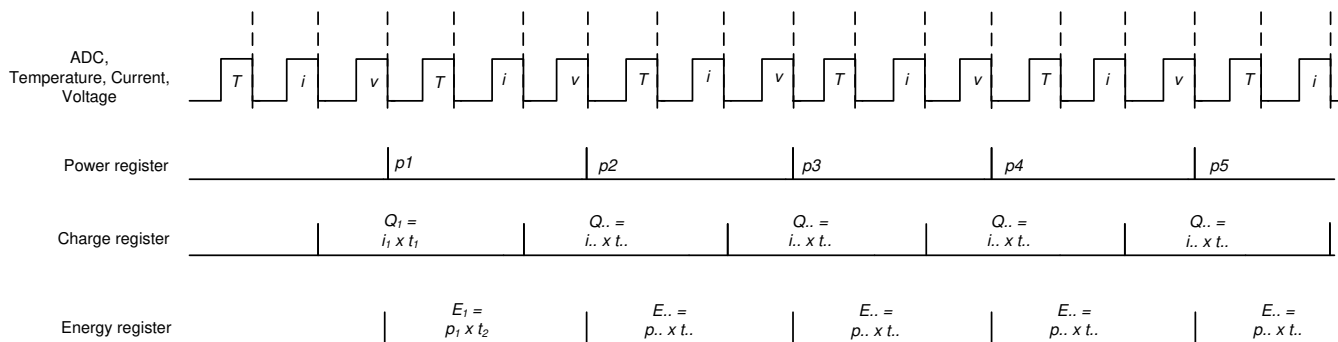 ADC,
Temperature, Current,
Voltage
T i v T i v T i v T i v T i v T i
Power register
p1 p2 p3 p4 p5
Charge register
Q1 = Q.. = Q.. = Q.. = Q.. =
i1 x t1 i.. x t.. i.. x t.. i.. x t.. i.. x t..
Energy register
E1 = E.. = E.. = E.. = E.. =
p1 x t2 p.. x t.. p.. x t.. p.. x t.. p.. x t..